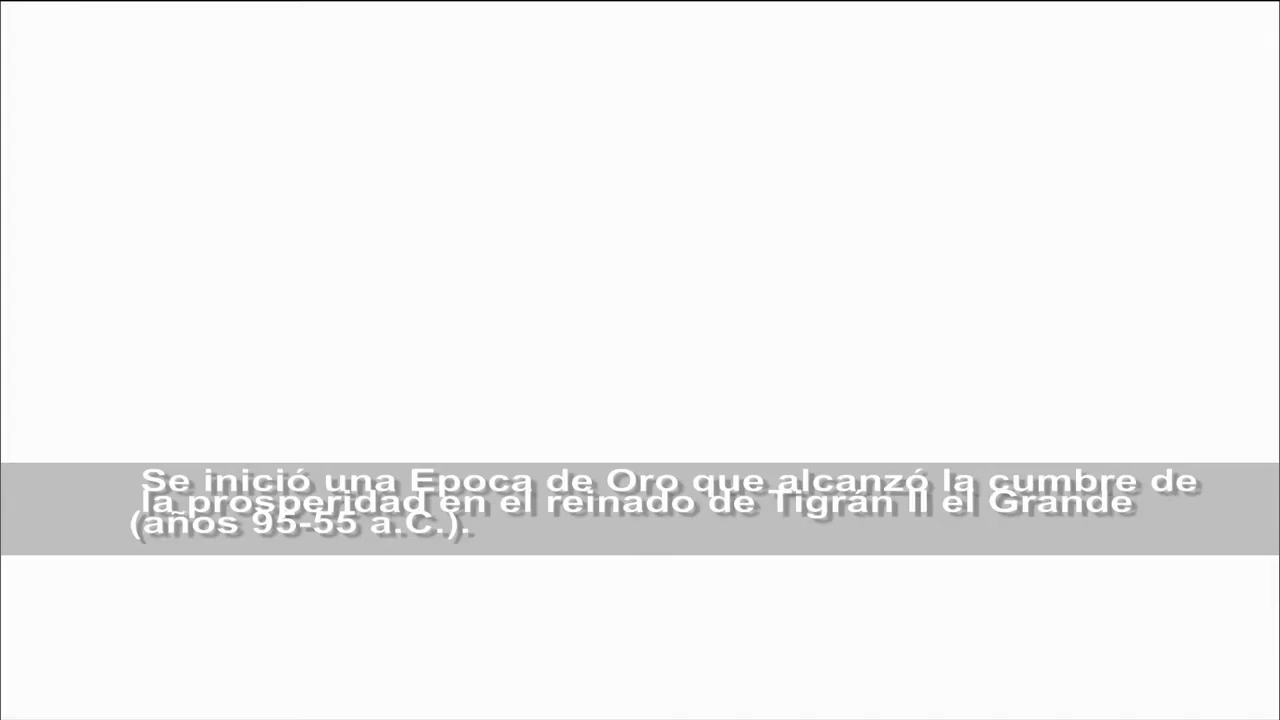 Se inició una Epoca de Oro que alcanzó la cumbre de
la prosperidad en el reinado de Tigrán II el Grande
(años 95-55 a.C.).